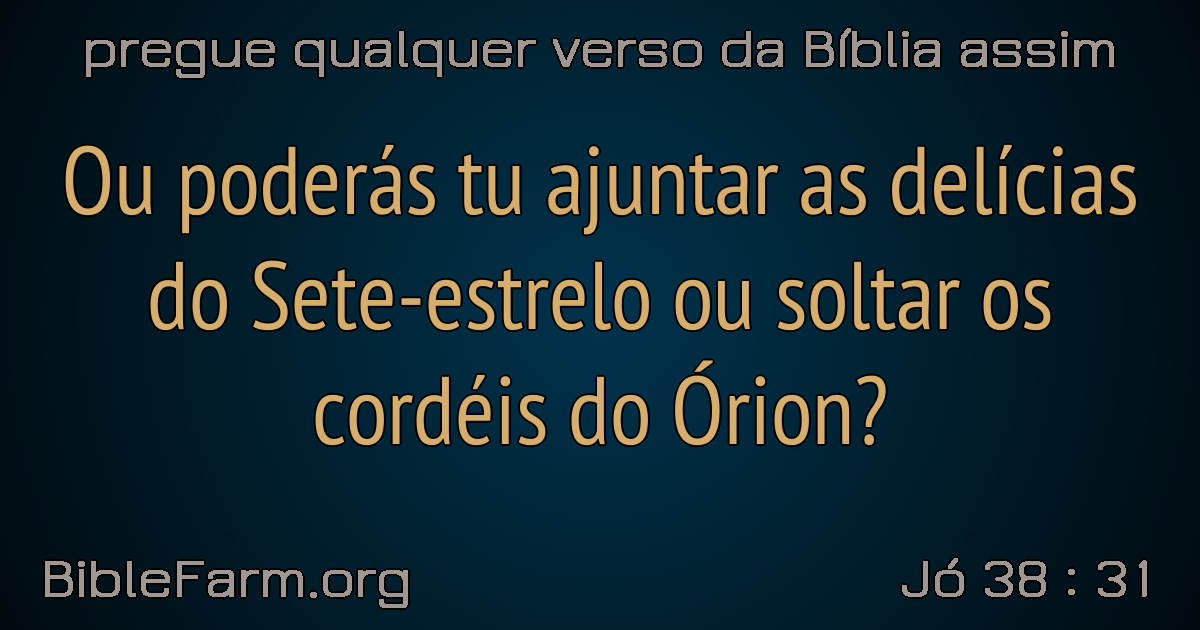 pregue qualquer verso da Bíblia assim
Ou poderás tu ajuntar as delícias
do Sete-estrelo ou soltar os
cordéis do Órion?
BibleFarm.org
Jó 38 : 31